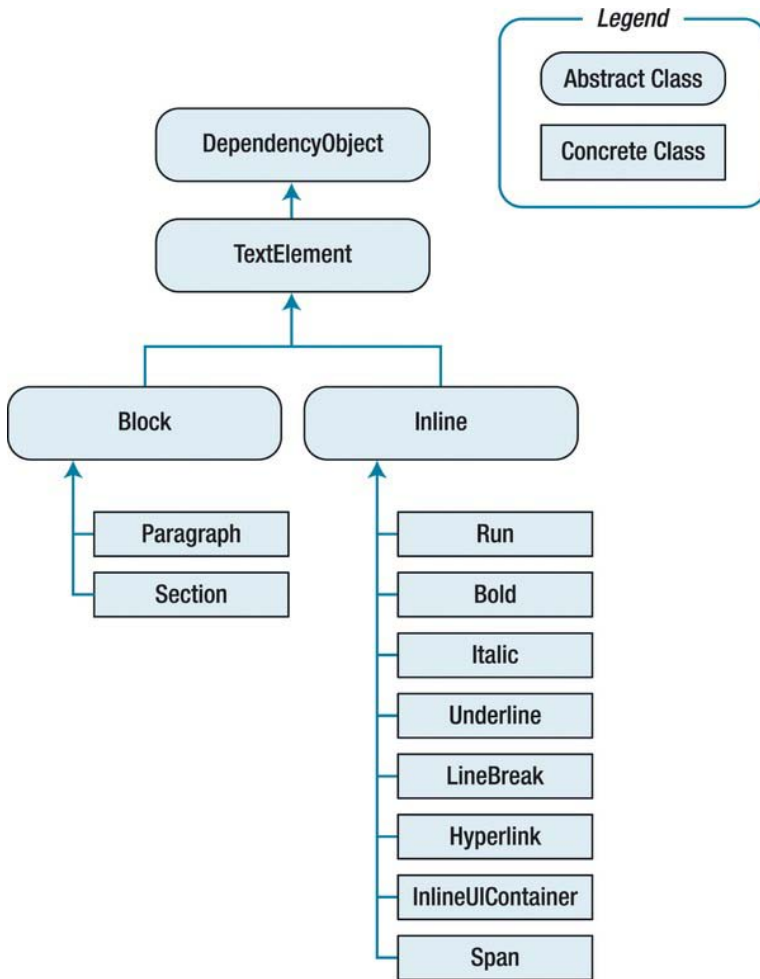 Legend
Abstract Class
Concrete Class
DependencyObject
TextElement
Block
Inline
Paragraph
Section
Run
Bold
Italic
Underline
LineBreak
Hyperlink
InlineUIContainer
Span